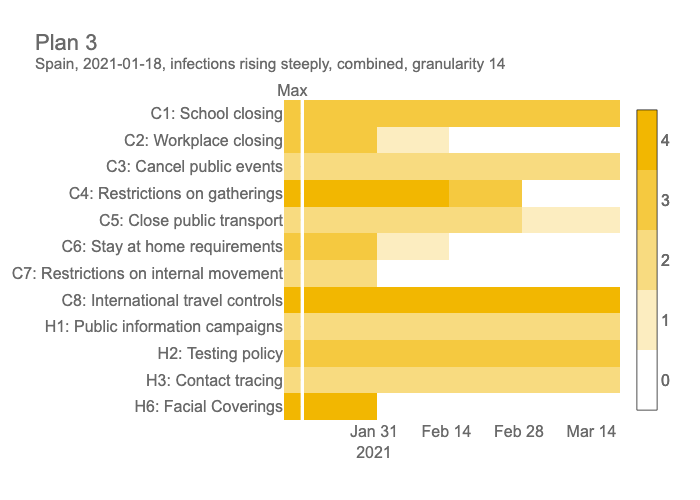 Plan 3
Spain, 2021-01-18, infections rising steeply, combined, granularity 14
Max
C1: School closing
C2: Workplace closing
C3: Cancel public events
C4: Restrictions on gatherings
C5: Close public transport
C6: Stay at home requirements
C7: Restrictions on internal movement
C8: International travel controls
H1: Public information campaigns
H2: Testing policy
H3: Contact tracing
H6: Facial Coverings
Jan 31 Feb 14 Feb 28 Mar 14
2021
4
3
2
1
0